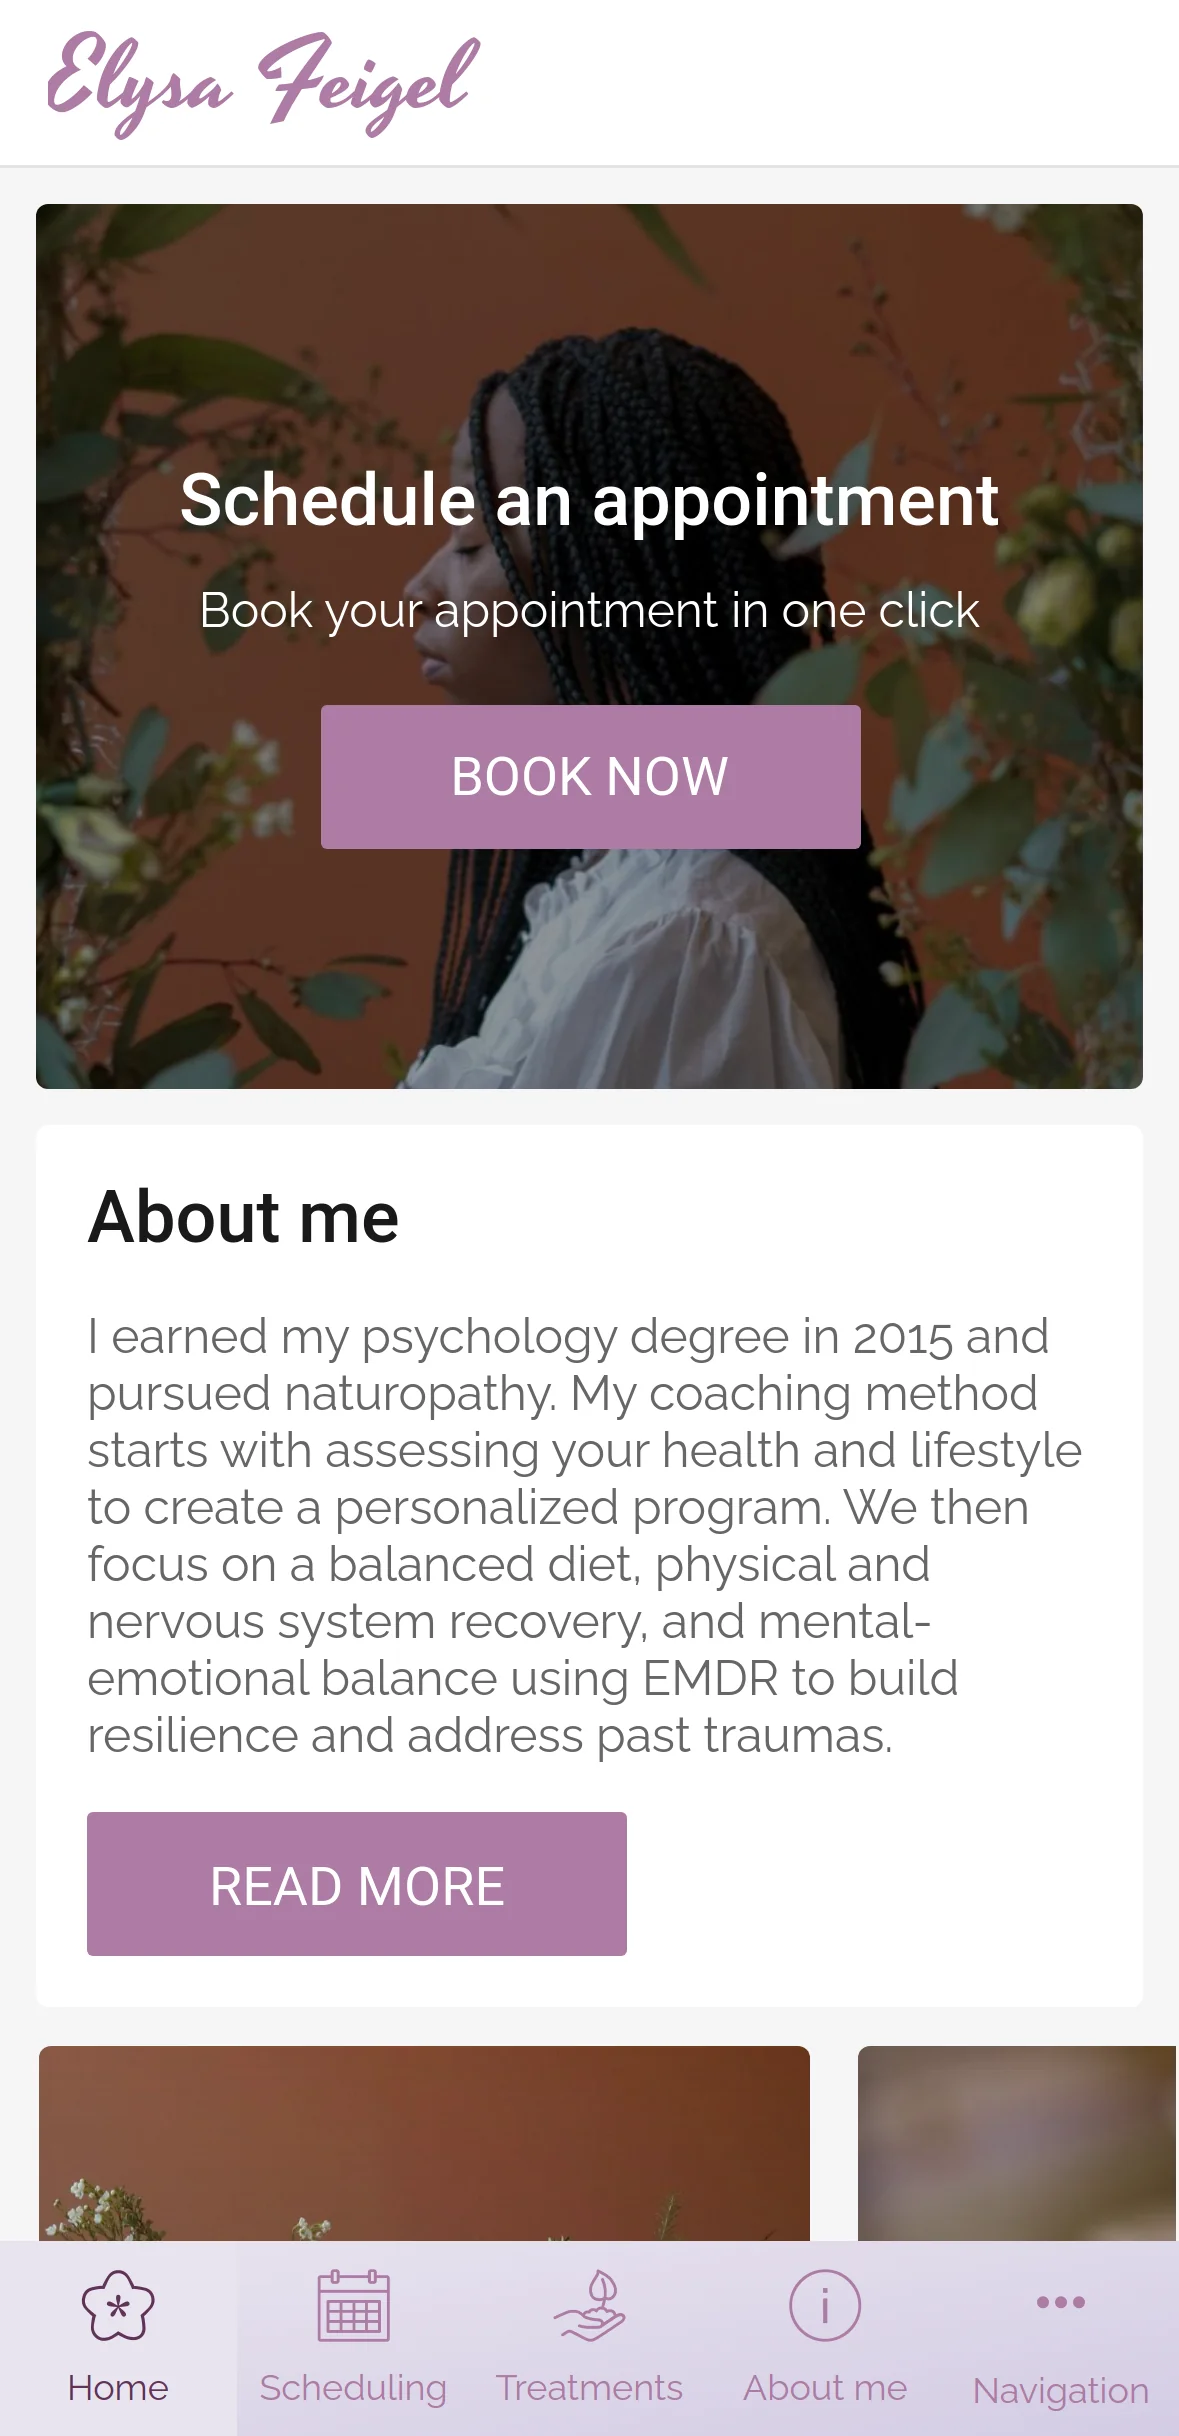 Elysa Feigel
Schedule an appointment
Book your appointment in one click
BOOK NOW
About me
I earned my psychology degree in 2015 and
pursued naturopathy. My coaching method
starts with assessing your health and lifestyle
to create a personalized program. We then
focus on a balanced diet, physical and
nervous system recovery, and mental-
emotional balance using EMDR to build
resilience and address past traumas.
READ MORE
Home
Scheduling
Treatments
About me
Navigation